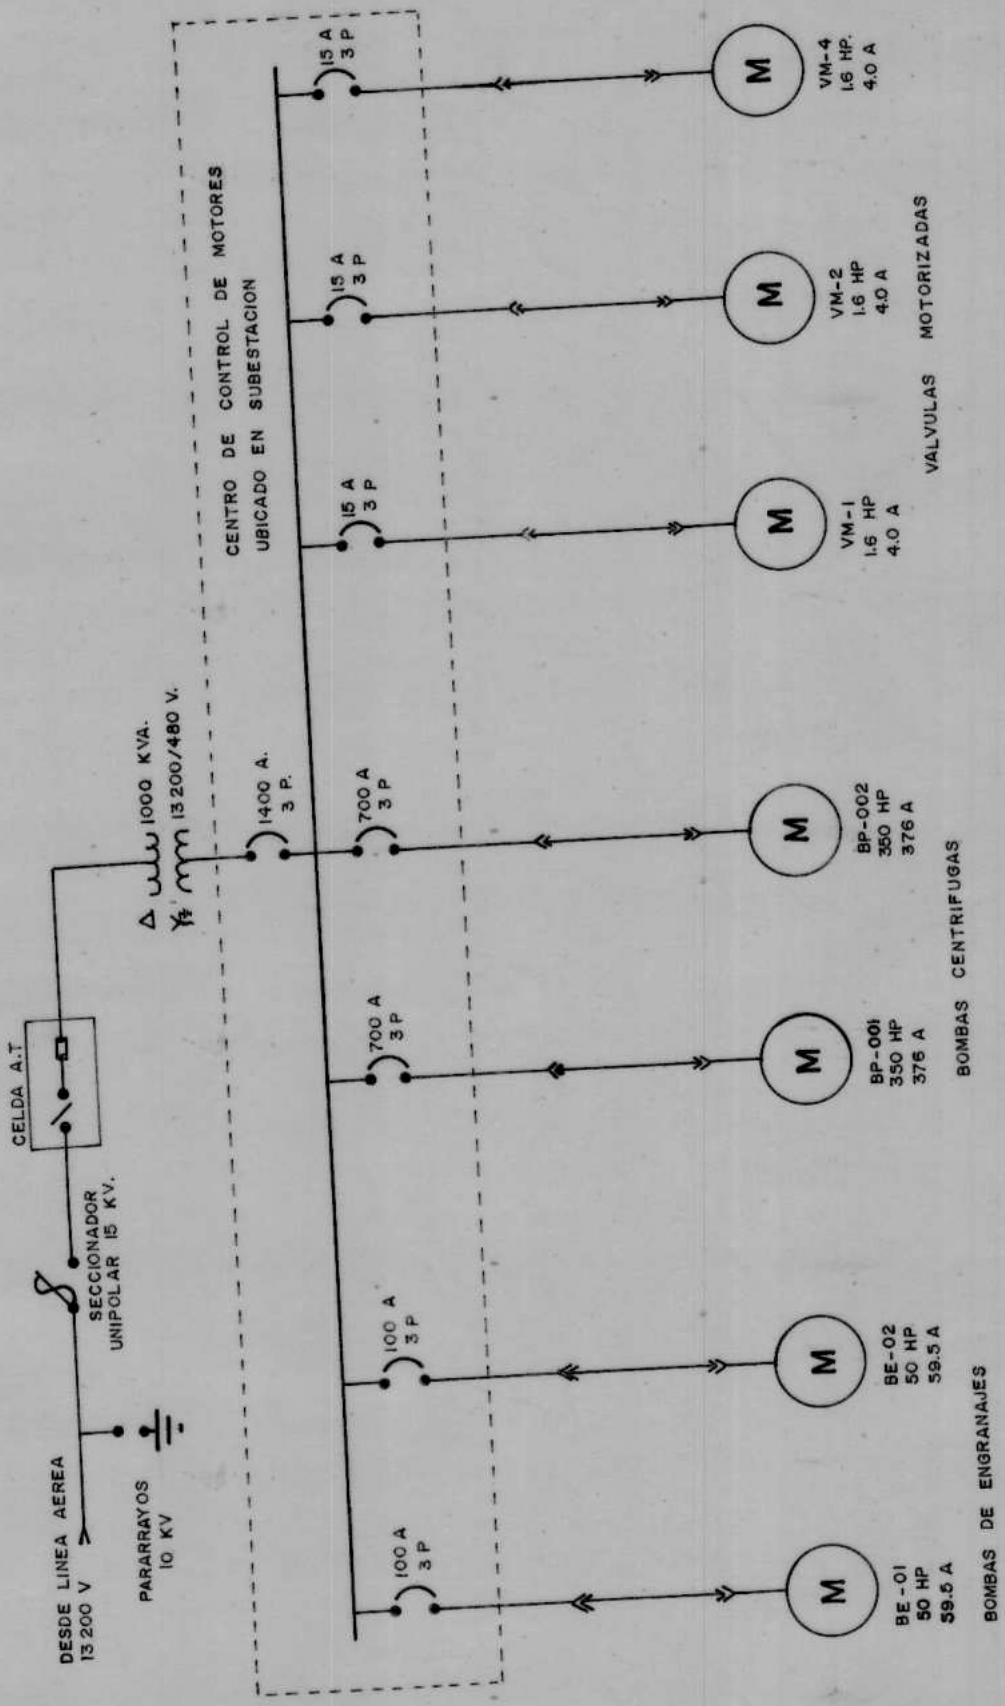 DESDE LINEA AEREA
13200 V
PARARRAYOS
10 KV
SECCIONADOR
UNIPOLAR 15 KV.
CELDA A.T
Δ 1000 KVA.
13200/480 V.
CENTRO DE CONTROL DE MOTORES
UBICADO EN SUBESTACION
1400 A.
3 P.
100 A
3 P
100 A
3 P
700 A
3 P
700 A
3 P
15 A
3 P
15 A
3 P
15 A
3 P
M
BE-01
50 HP
59.5 A
M
BE-02
50 HP
59.5 A
BOMBAS DE ENGRANAJES
M
BP-001
350 HP
376 A
M
BP-002
350 HP
376 A
BOMBAS CENTRIFUGAS
M
VM-1
1.6 HP
4.0 A
M
VM-2
1.6 HP
4.0 A
M
VM-4
1.6 HP.
4.0 A
VALVULAS MOTORIZADAS